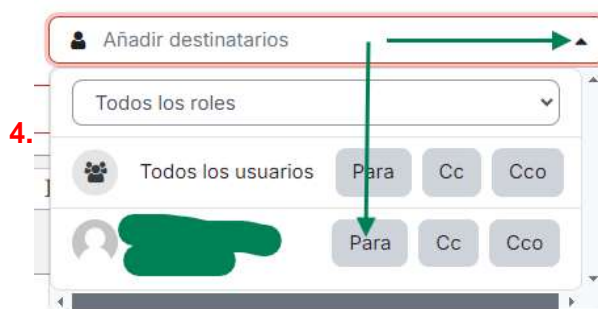 Añadir destinatarios
Todos los roles
4.
Todos los usuarios Para Cc Cco
Para Cc Cco